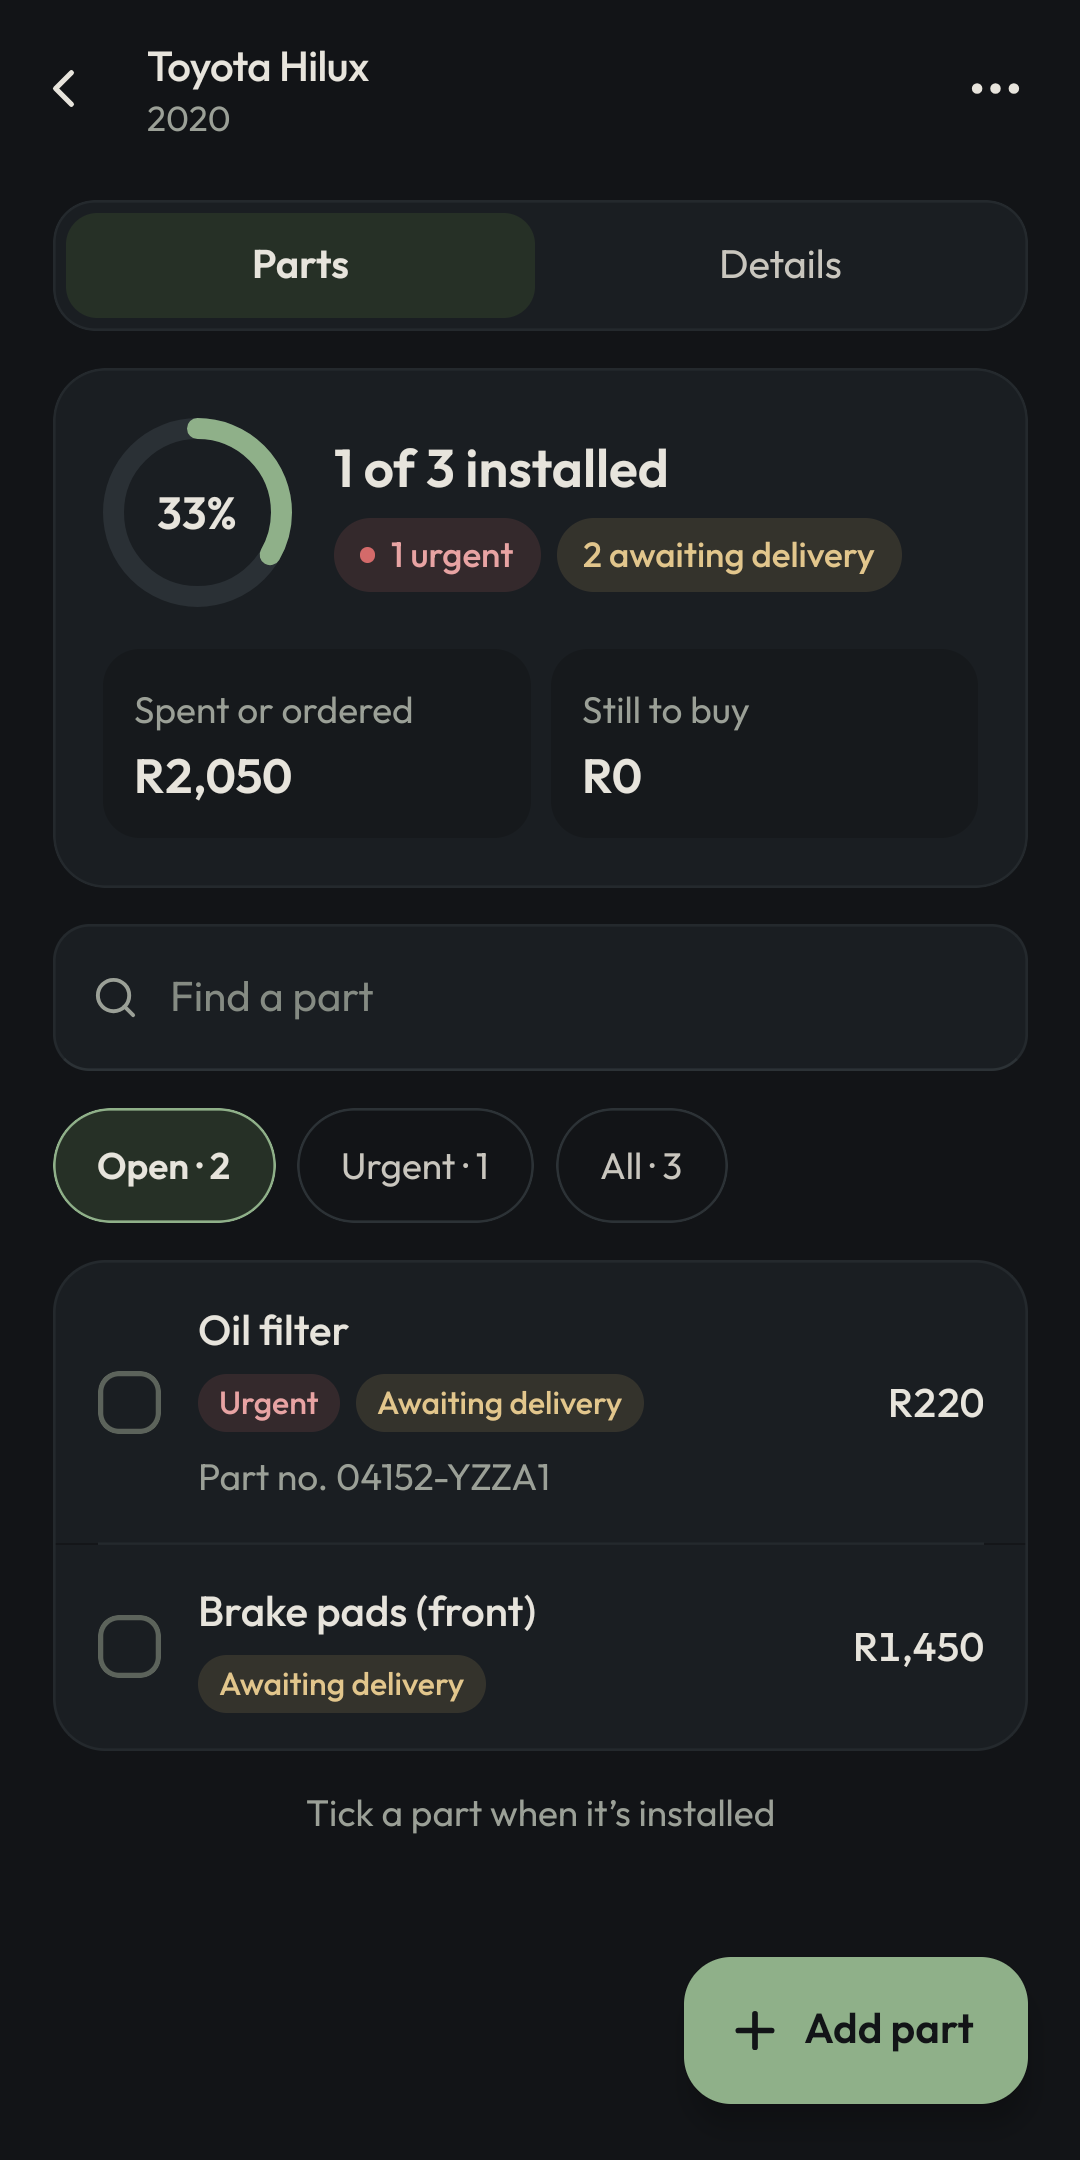 Toyota Hilux
2020
Parts
Details
33%
1 of 3 installed
1 urgent
2 awaiting delivery
Spent or ordered
R2,050
Still to buy
R0
Find a part
Open · 2
Urgent · 1
All · 3
Oil filter
Urgent
Awaiting delivery
R220
Part no. 04152-YZZA1
Brake pads (front)
Awaiting delivery
R1,450
Tick a part when it’s installed
Add part